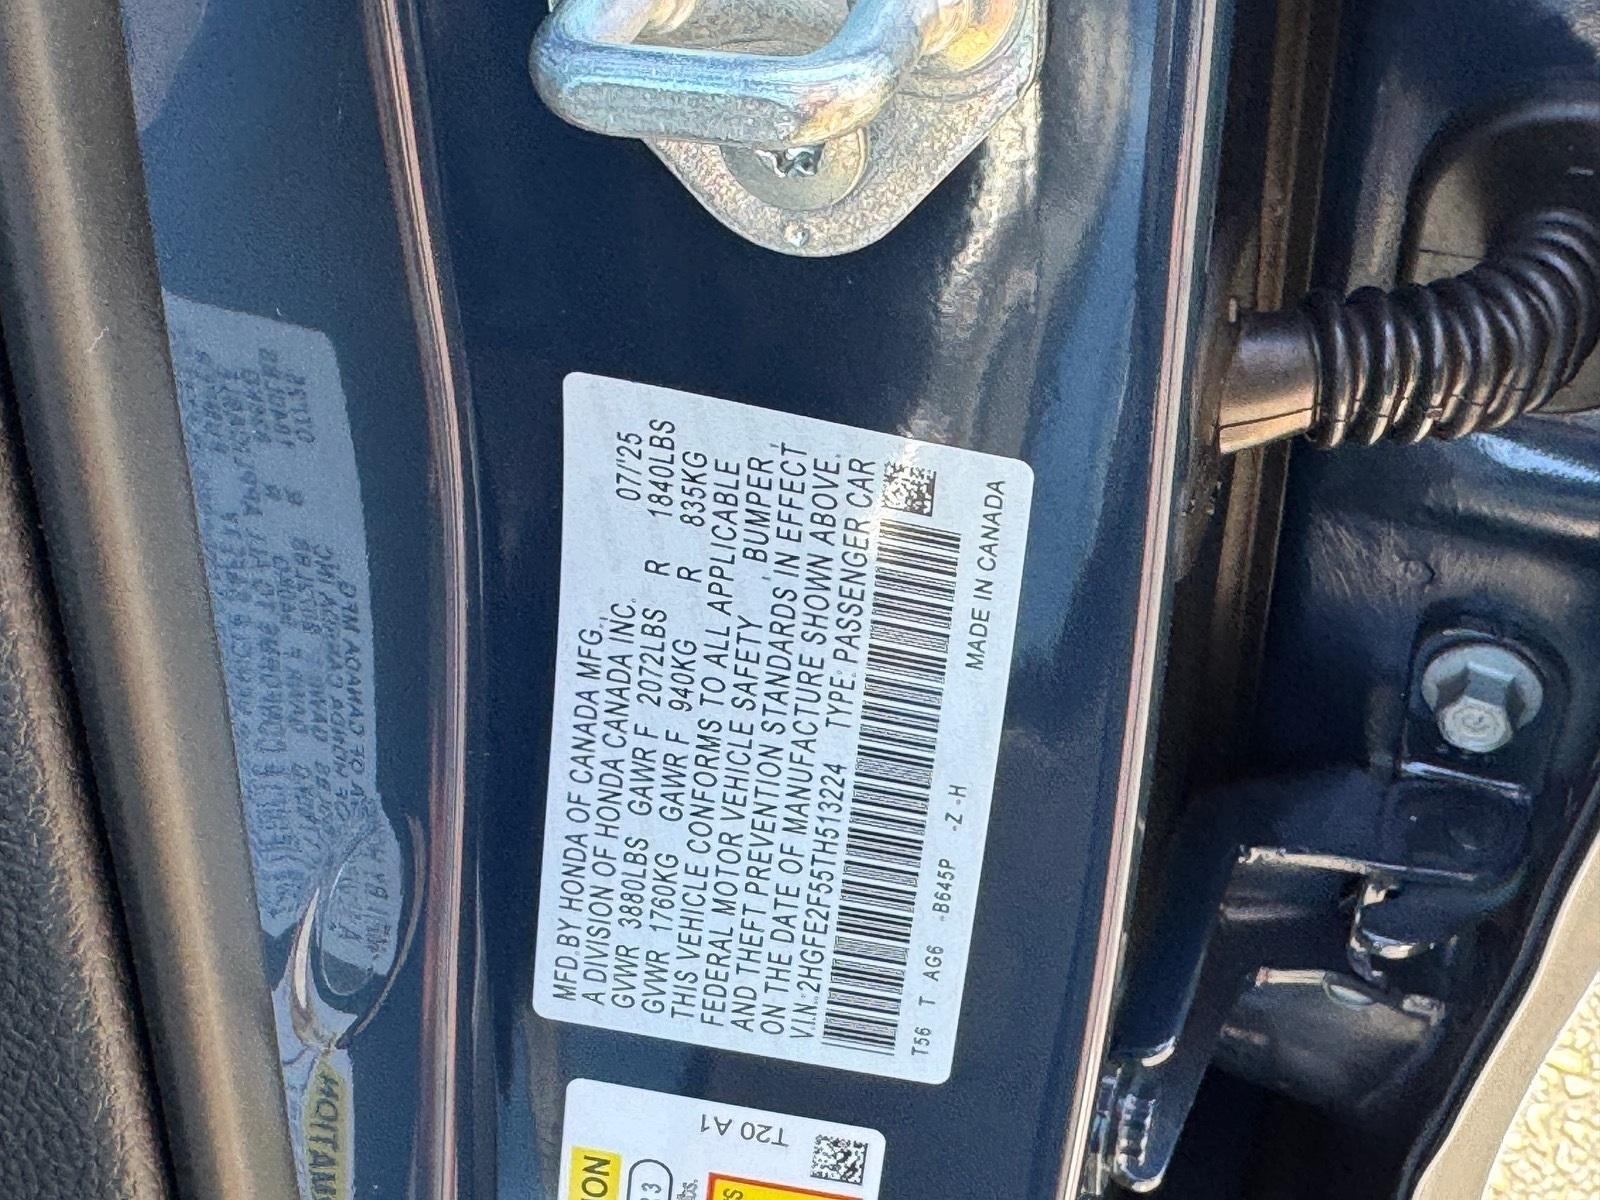 MFD.BY HONDA OF CANADA MFG.,
A DIVISION OF HONDA CANADA INC. 07/'25
GVWR 3880LBS GAWR F 2072LBS R 1840LBS
GVWR 1760KG GAWR F 940KG R 835KG
THIS VEHICLE CONFORMS TO ALL APPLICABLE
FEDERAL MOTOR VEHICLE SAFETY, BUMPER,
AND THEFT PREVENTION STANDARDS IN EFFECT
ON THE DATE OF MANUFACTURE SHOWN ABOVE.
V.I.N.:2HGFE2F55TH513224 TYPE:PASSENGER CAR
T56 T AG6 -B645P -Z -H
MADE IN CANADA
T20 A1